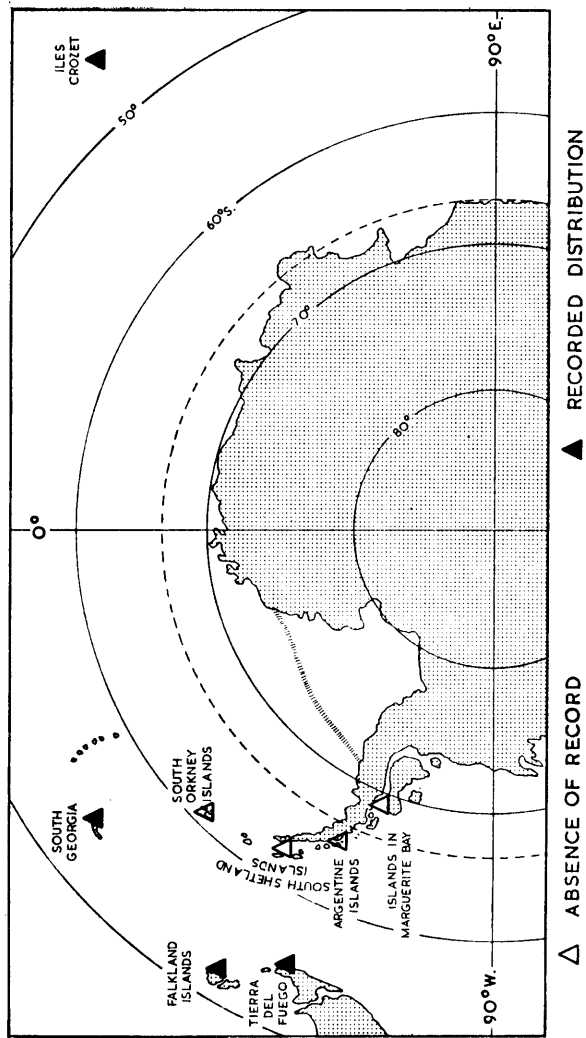 ILES
CROZET
50°
60°S.
70°
80°
90°E.
0°
SOUTH
GEORGIA
SOUTH
ORKNEY
ISLANDS
SOUTH SHETLAND
ISLANDS
ARGENTINE
ISLANDS
ISLANDS IN
MARGUERITE BAY
FALKLAND
ISLANDS
TIERRA
DEL
FUEGO
90°W.
ABSENCE OF RECORD
RECORDED DISTRIBUTION